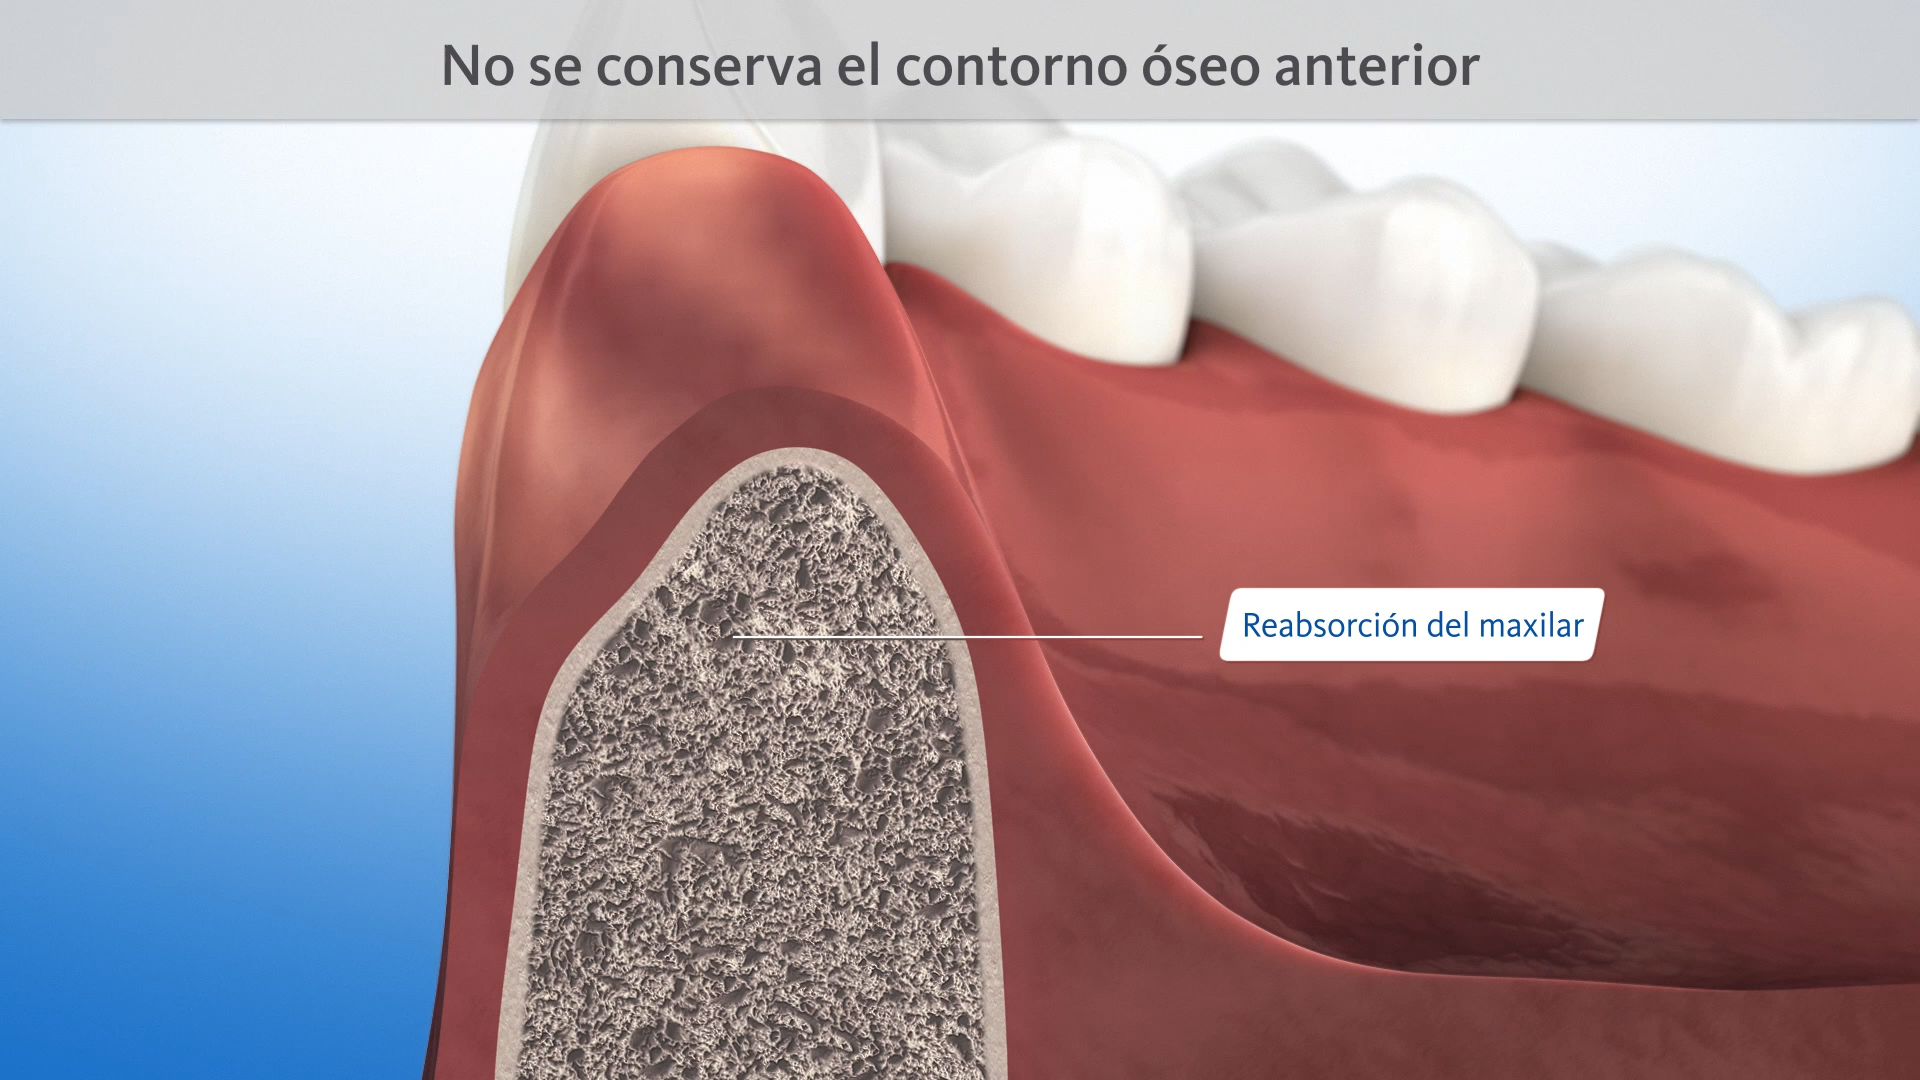 No se conserva el contorno óseo anterior
Reabsorción del maxilar